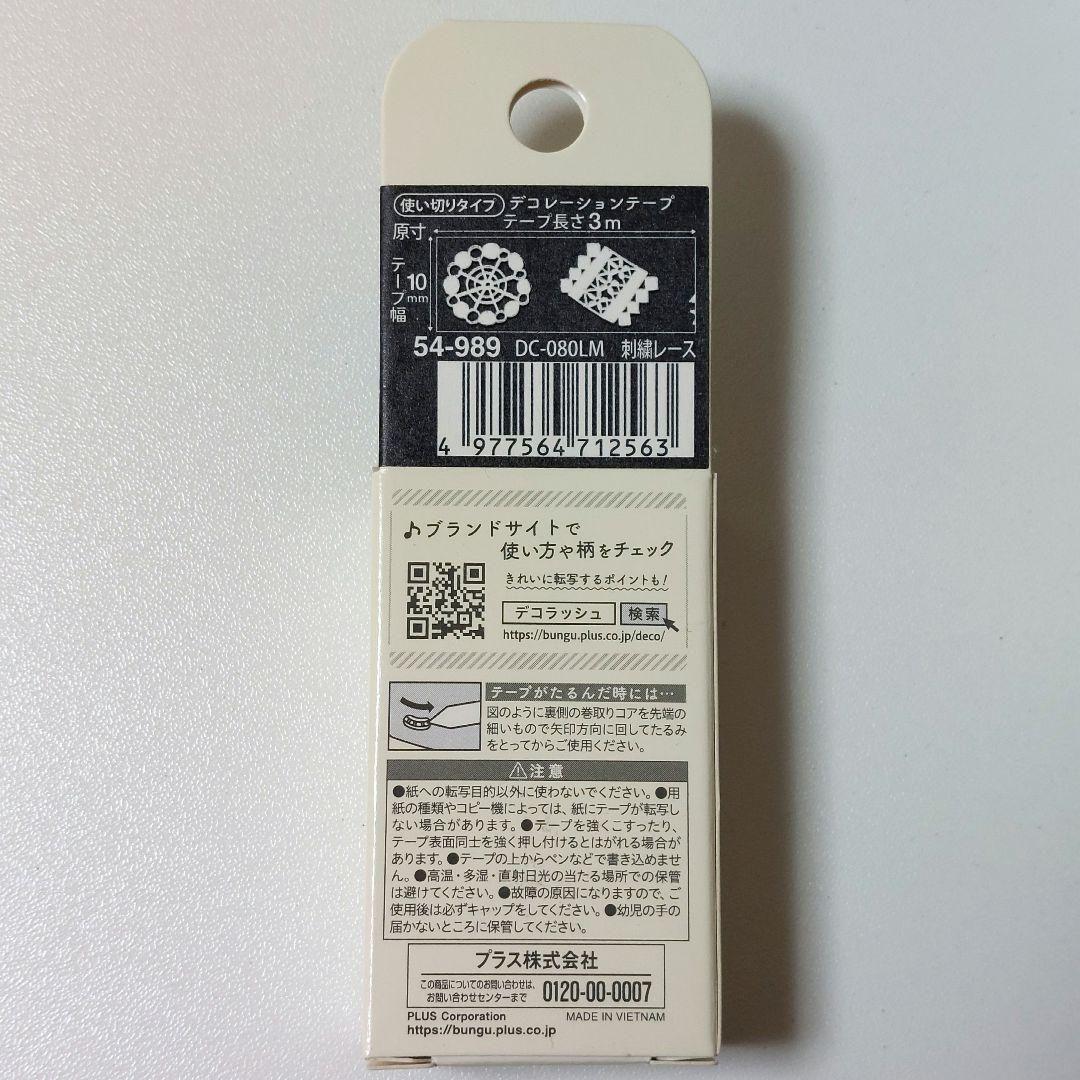 使い切りタイプ デコレーションテープ
テープ長さ3m
原寸
テープ幅 10mm
54-989 DC-080LM 刺繍レース
4 977564 712563
♪ブランドサイトで
使い方や柄をチェック
きれいに転写するポイントも!
デコラッシュ 検索
https://bungu.plus.co.jp/deco/
テープがたるんだ時には…
図のように裏側の巻取りコアを先端の
細いもので矢印方向に回してたるみ
をとってからご使用ください。
⚠注意
●紙への転写目的以外に使わないでください。●用
紙の種類やコピー機によっては、紙にテープが転写し
ない場合があります。●テープを強くこすったり、
テープ表面同士を強く押し付けるとはがれる場合が
あります。●テープの上からペンなどで書き込めませ
ん。●高温・多湿・直射日光の当たる場所での保管
は避けてください。●故障の原因になりますので、ご
使用後は必ずキャップをしてください。●幼児の手の
届かないところに保管してください。
プラス株式会社
この商品についてのお問い合わせは、
お問い合わせセンターまで 0120-00-0007
PLUS Corporation MADE IN VIETNAM
https://bungu.plus.co.jp